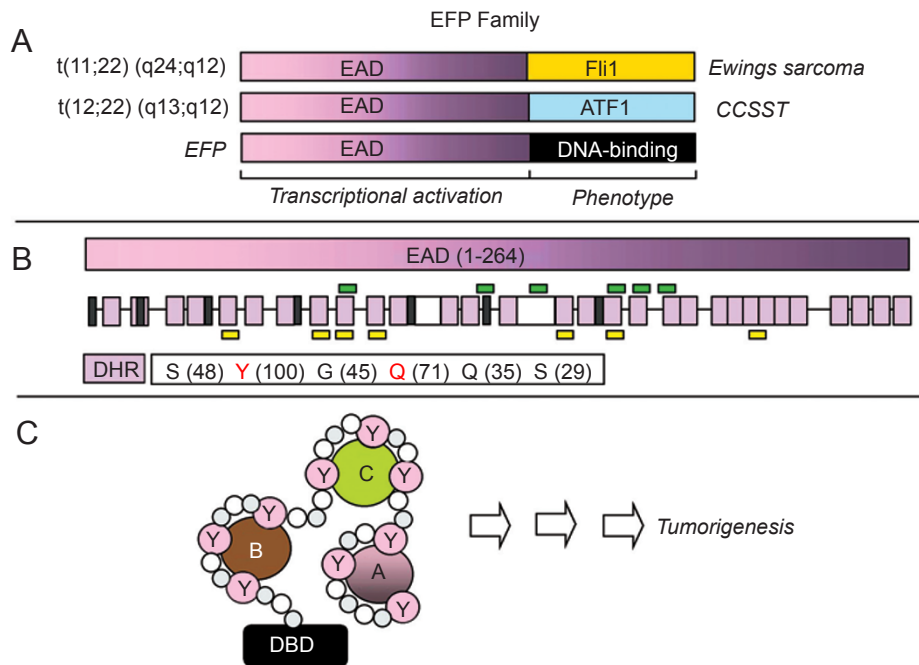 EFP Family
A
t(11;22) (q24;q12) EAD Fli1 Ewings sarcoma
t(12;22) (q13;q12) EAD ATF1 CCSST
EFP EAD DNA-binding
Transcriptional activation Phenotype
B
EAD (1-264)
DHR S (48) Y (100) G (45) Q (71) Q (35) S (29)
C
Y
Y C Y
Y
Y B Y Y
Y A
Y
Tumorigenesis
DBD